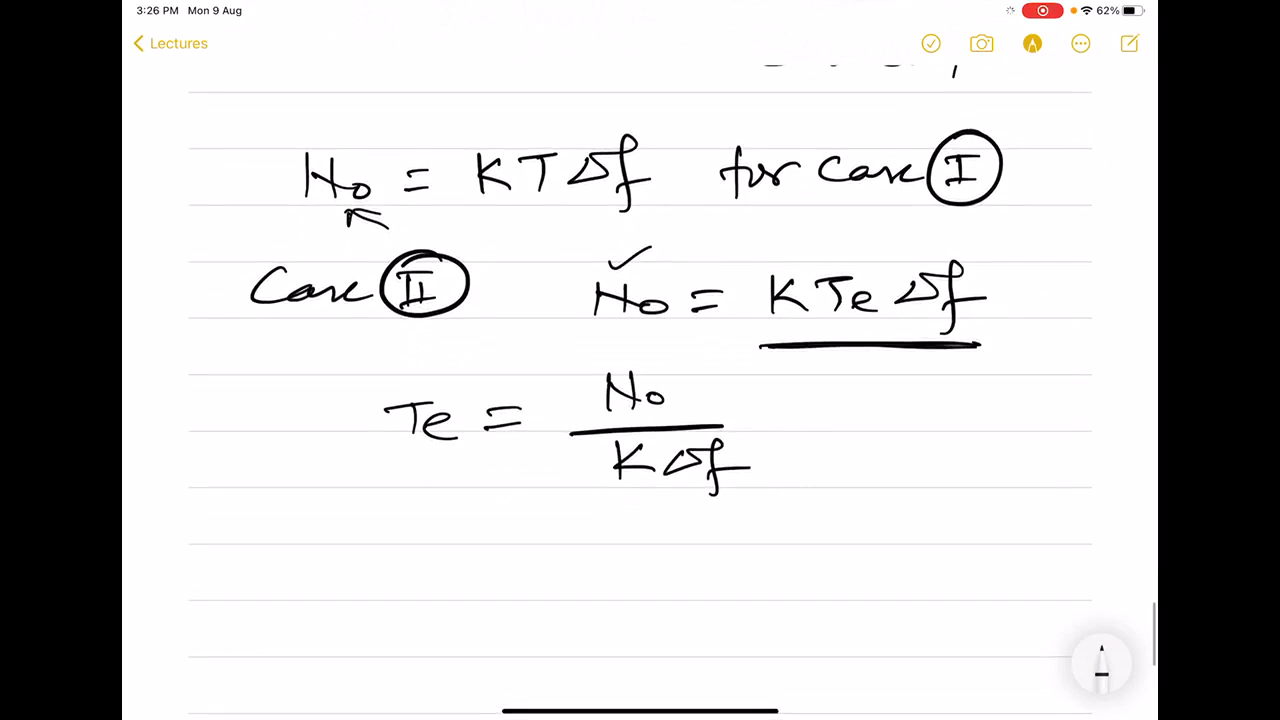 3:26 PM Mon 9 Aug 62%
Lectures
No = KTΔf for Case I
Case II No = KTeΔf
Te = No / KΔf